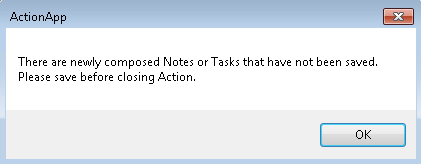 ActionApp
There are newly composed Notes or Tasks that have not been saved.
Please save before closing Action.
OK